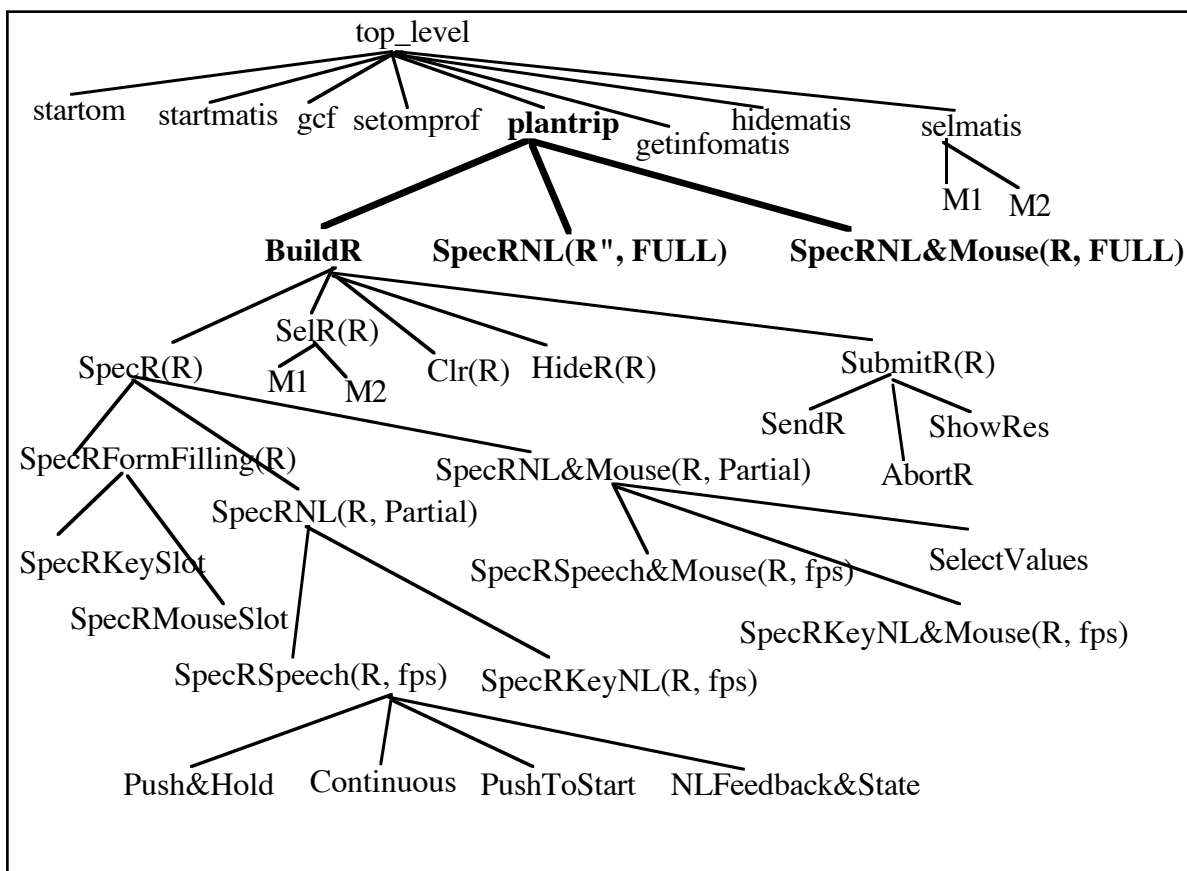 top_level
startom
startmatis
gcf
setomprof
plantrip
getinfomatis
hidematis
selmatis
M1
M2
BuildR
SpecRNL(R", FULL)
SpecRNL&Mouse(R, FULL)
SpecR(R)
SelR(R)
M1
M2
Clr(R)
HideR(R)
SubmitR(R)
SendR
AbortR
ShowRes
SpecRFormFilling(R)
SpecRNL(R, Partial)
SpecRNL&Mouse(R, Partial)
SpecRKeySlot
SpecRMouseSlot
SpecRSpeech&Mouse(R, fps)
SelectValues
SpecRKeyNL&Mouse(R, fps)
SpecRSpeech(R, fps)
SpecRKeyNL(R, fps)
Push&Hold
Continuous
PushToStart
NLFeedback&State